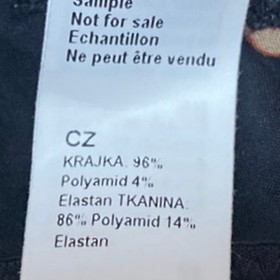 Sample
Not for sale
Echantillon
Ne peut être vendu
CZ
KRAJKA: 96%
Polyamid 4%
Elastan TKANINA:
86% Polyamid 14%
Elastan